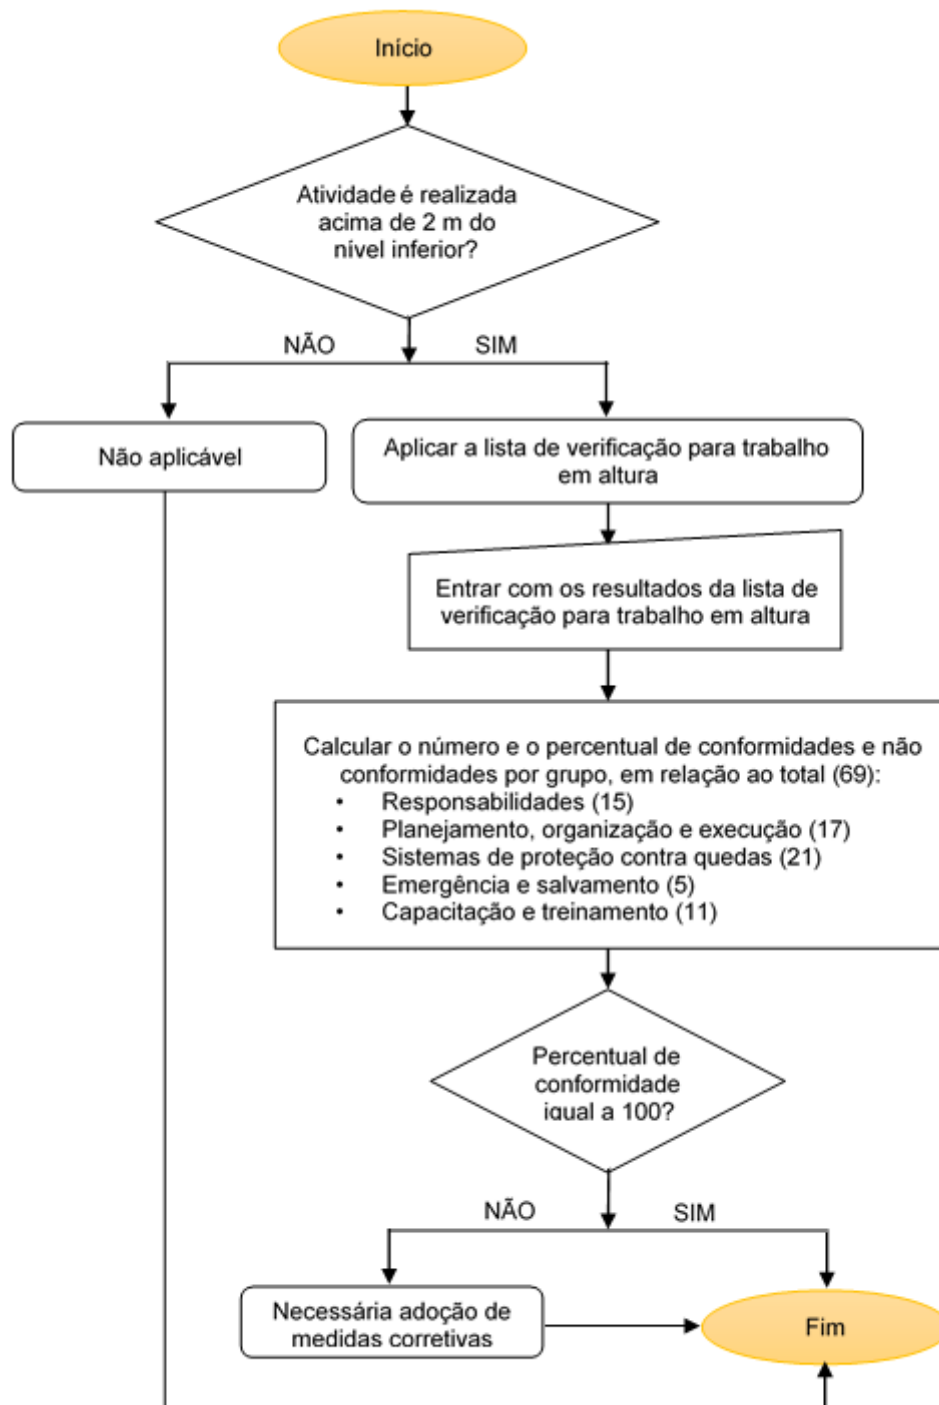 Início
Atividade é realizada
acima de 2 m do
nível inferior?
NÃO
SIM
Não aplicável
Aplicar a lista de verificação para trabalho
em altura
Entrar com os resultados da lista de
verificação para trabalho em altura
Calcular o número e o percentual de conformidades e não
conformidades por grupo, em relação ao total (69):
• Responsabilidades (15)
• Planejamento, organização e execução (17)
• Sistemas de proteção contra quedas (21)
• Emergência e salvamento (5)
• Capacitação e treinamento (11)
Percentual de
conformidade
igual a 100?
NÃO
SIM
Necessária adoção de
medidas corretivas
Fim